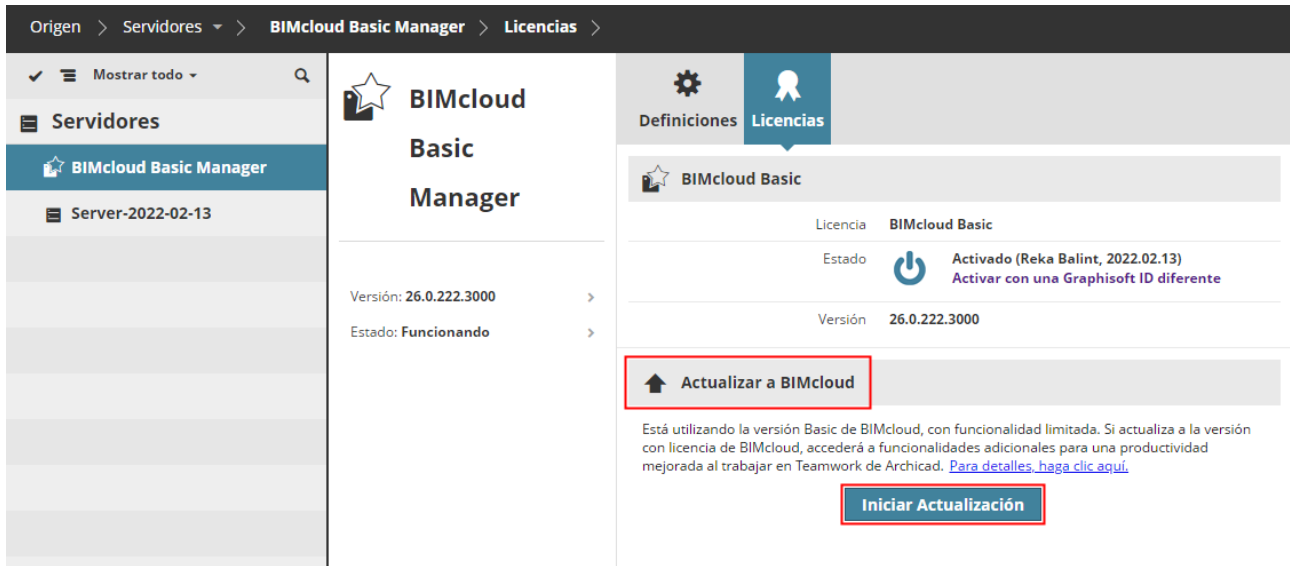 Origen > Servidores > BIMcloud Basic Manager > Licencias >
Mostrar todo
Servidores
BIMcloud Basic Manager
Server-2022-02-13
BIMcloud
Basic
Manager
Versión: 26.0.222.3000
Estado: Funcionando
Definiciones Licencias
BIMcloud Basic
Licencia BIMcloud Basic
Estado Activado (Reka Balint, 2022.02.13)
Activar con una Graphisoft ID diferente
Versión 26.0.222.3000
Actualizar a BIMcloud
Está utilizando la versión Basic de BIMcloud, con funcionalidad limitada. Si actualiza a la versión
con licencia de BIMcloud, accederá a funcionalidades adicionales para una productividad
mejorada al trabajar en Teamwork de Archicad. Para detalles, haga clic aquí.
Iniciar Actualización